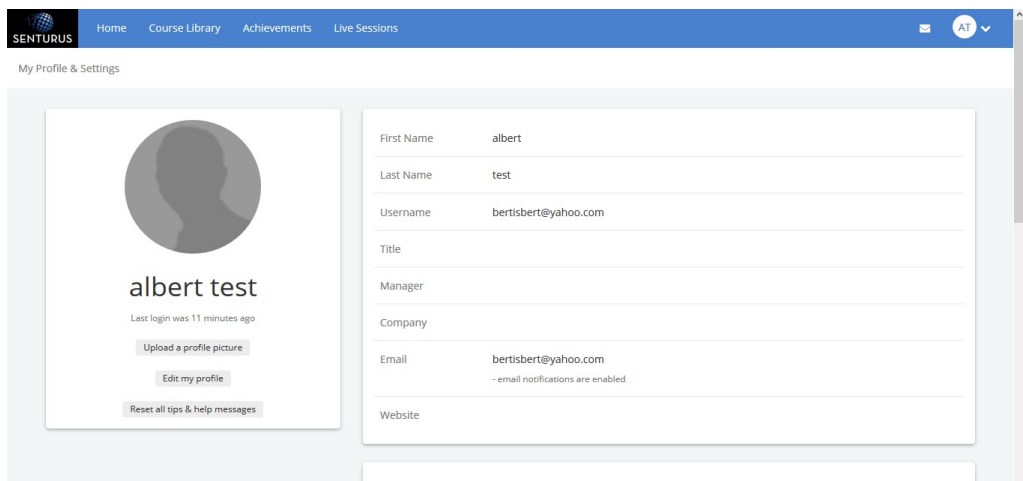 SENTURUS
Home Course Library Achievements Live Sessions
AT
My Profile & Settings
albert test
Last login was 11 minutes ago
Upload a profile picture
Edit my profile
Reset all tips & help messages
First Name albert
Last Name test
Username bertisbert@yahoo.com
Title
Manager
Company
Email bertisbert@yahoo.com
- email notifications are enabled
Website